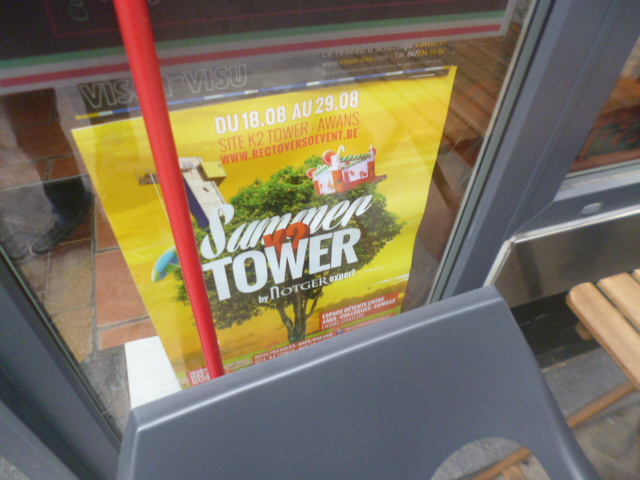 VISU-T-VISU
DU 18.08 AU 29.08
SITE K2 TOWER - AWANS
WWW.RECTOVERSOEVENT.BE
Summer
K2
TOWER
by NOTGER expert
ESPACE DÉTENTE ENTRE
AMIS - COLLÈGUES - FAMILLE